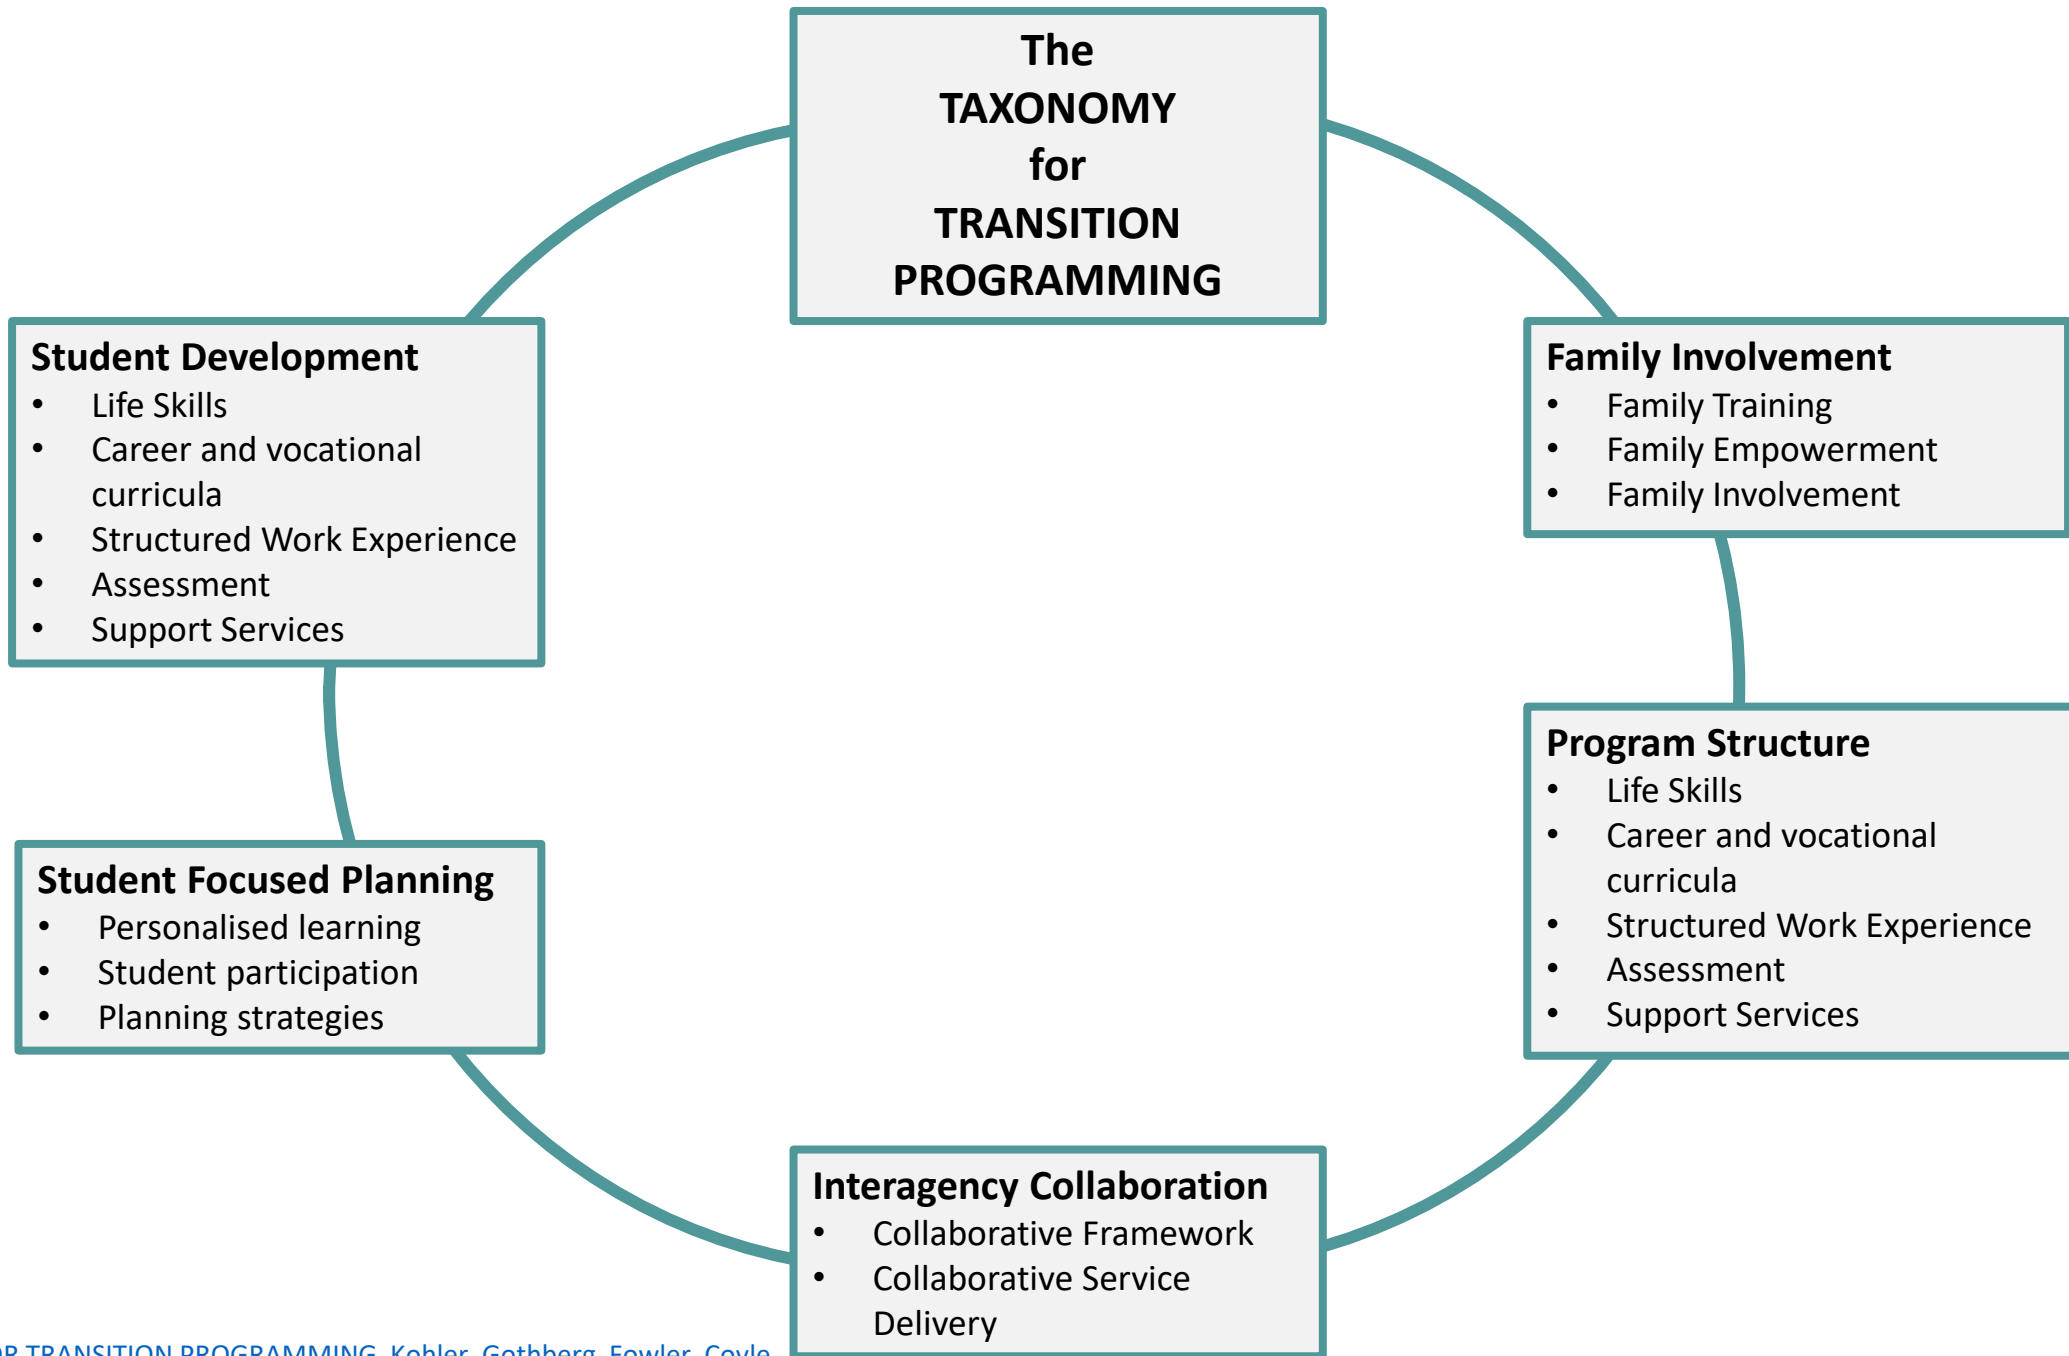 The
TAXONOMY
for
TRANSITION
PROGRAMMING
Student Development
• Life Skills
• Career and vocational
curricula
• Structured Work Experience
• Assessment
• Support Services
Family Involvement
• Family Training
• Family Empowerment
• Family Involvement
Student Focused Planning
• Personalised learning
• Student participation
• Planning strategies
Program Structure
• Life Skills
• Career and vocational
curricula
• Structured Work Experience
• Assessment
• Support Services
Interagency Collaboration
• Collaborative Framework
• Collaborative Service
Delivery
TRANSITION PROGRAMMING, Kohler, Gothberg, Fowler, Coyle